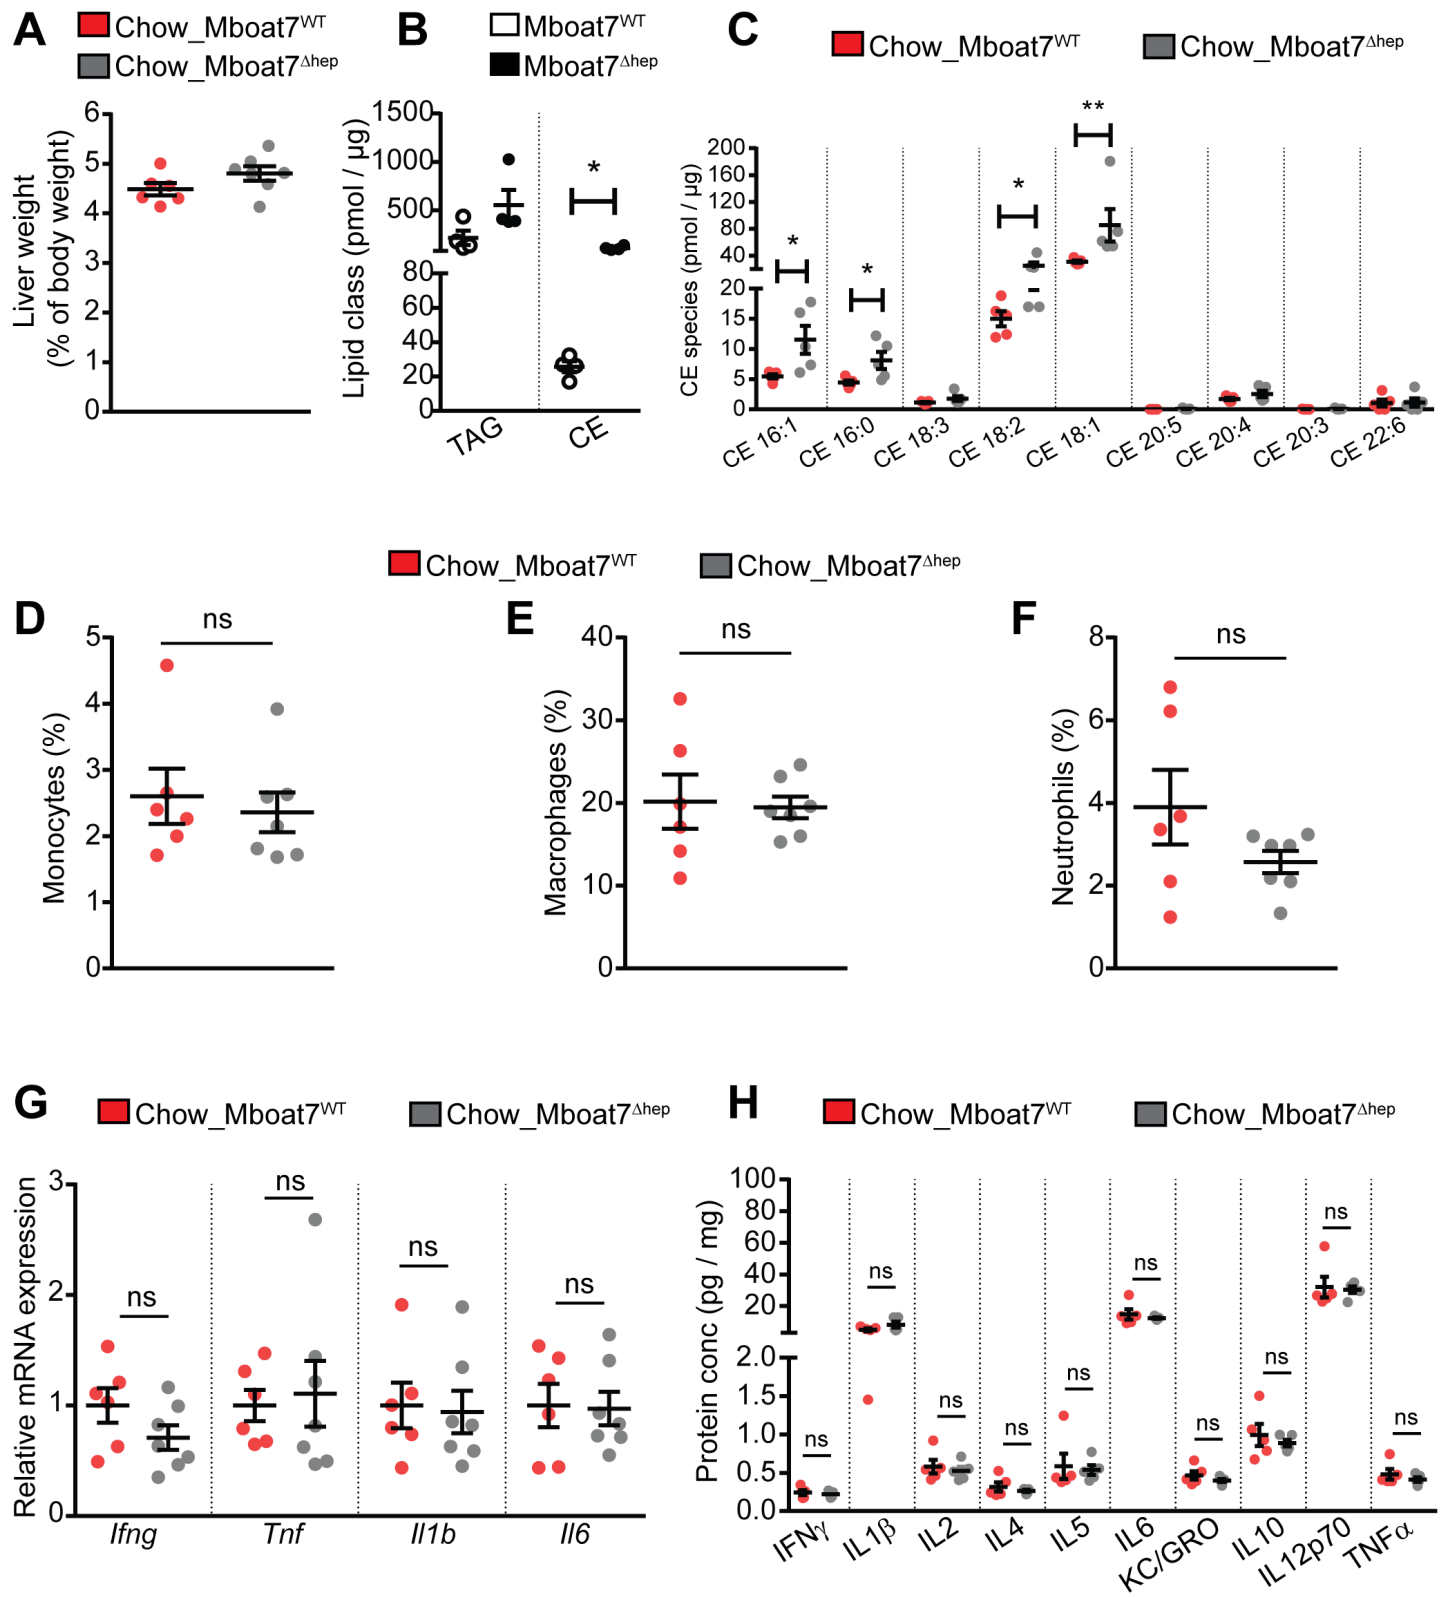 A
Chow_Mboat7WT
Chow_Mboat7Δhep
Liver weight
(% of body weight)
6
5
4
3
2
1
0
B
Mboat7WT
Mboat7Δhep
Lipid class (pmol / µg)
1500
1000
500
80
60
40
20
0
*
TAG
CE
C
Chow_Mboat7WT
Chow_Mboat7Δhep
CE species (pmol / µg)
200
160
120
80
40
20
15
10
5
0
*
*
*
**
CE 16:1
CE 16:0
CE 18:3
CE 18:2
CE 18:1
CE 20:5
CE 20:4
CE 20:3
CE 22:6
Chow_Mboat7WT
Chow_Mboat7Δhep
D
Monocytes (%)
5
4
3
2
1
0
ns
E
Macrophages (%)
40
30
20
10
0
ns
F
Neutrophils (%)
8
6
4
2
0
ns
G
Chow_Mboat7WT
Chow_Mboat7Δhep
Relative mRNA expression
3
2
1
0
ns
ns
ns
ns
Ifng
Tnf
Il1b
Il6
H
Chow_Mboat7WT
Chow_Mboat7Δhep
Protein conc (pg / mg)
100
80
60
40
20
2.0
1.5
1.0
0.5
0.0
ns
ns
ns
ns
ns
ns
ns
ns
ns
ns
IFNγ
IL1β
IL2
IL4
IL5
IL6
KC/GRO
IL10
IL12p70
TNFα